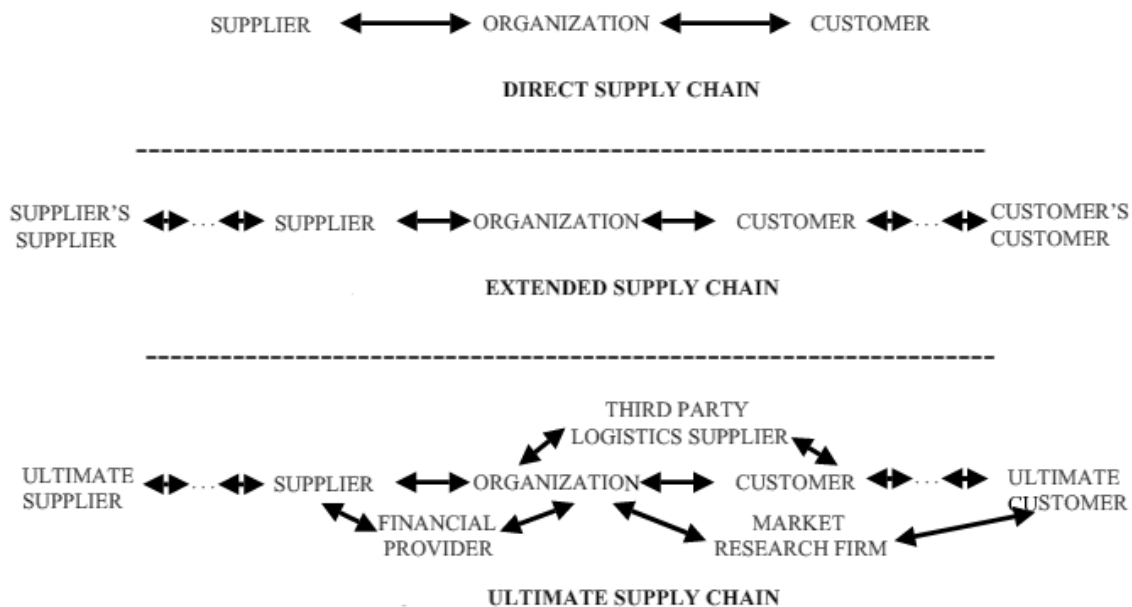 SUPPLIER ORGANIZATION CUSTOMER
DIRECT SUPPLY CHAIN
SUPPLIER'S
SUPPLIER
... SUPPLIER ORGANIZATION CUSTOMER ...
CUSTOMER'S
CUSTOMER
EXTENDED SUPPLY CHAIN
THIRD PARTY
LOGISTICS SUPPLIER
ULTIMATE
SUPPLIER
... SUPPLIER ORGANIZATION CUSTOMER ...
ULTIMATE
CUSTOMER
FINANCIAL
PROVIDER
MARKET
RESEARCH FIRM
ULTIMATE SUPPLY CHAIN